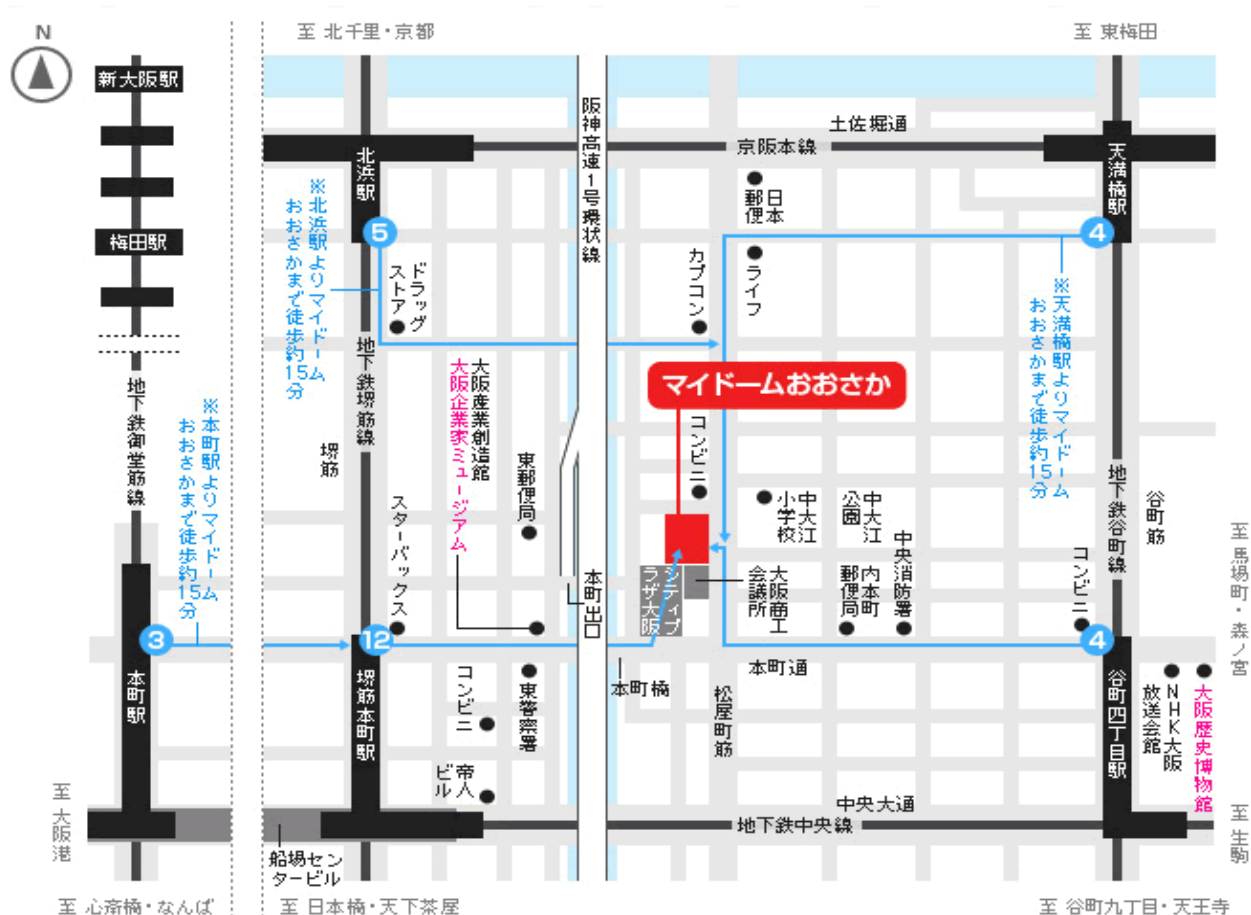 N
至 北千里・京都
至 東梅田
新大阪駅
梅田駅
土佐堀通
京阪本線
阪神高速1号環状線
北浜駅
天満橋駅
日本
郵便
5
4
※北浜駅よりマイドーム
おおさかまで徒歩約15分
ドラッグ
ストア
カプコン
ライフ
※天満橋駅よりマイドーム
おおさかまで徒歩約15分
マイドームおおさか
地下鉄御堂筋線
※本町駅よりマイドーム
おおさかまで徒歩約15分
地下鉄堺筋線
堺筋
大阪産業創造館
大阪企業家ミュージアム
東郵便局
スターバックス
コンビニ
中大江
小学校
中大江
公園
中央消防署
内本町
郵便局
大阪商工
会議所
シティプ
ラザ大阪
コンビニ
地下鉄谷町線
谷町筋
至 馬場町・森ノ宮
本町出口
3
12
4
本町駅
堺筋本町駅
コンビニ
東警察署
本町橋
松屋町筋
本町通
谷町四丁目駅
NHK大阪
放送会館
大阪歴史博物館
帝人
ビル
中央大通
地下鉄中央線
至 大阪港
至 生駒
船場セン
タービル
至 心斎橋・なんば
至 日本橋・天下茶屋
至 谷町九丁目・天王寺